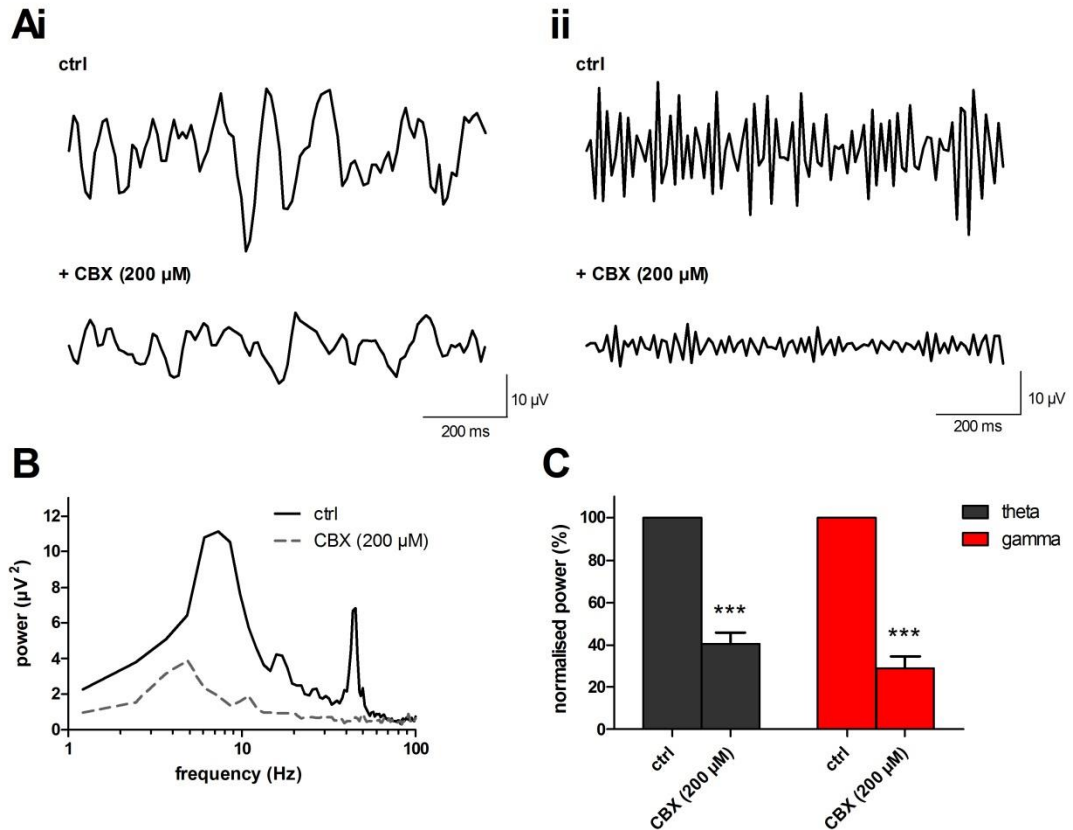 Ai
ctrl
+ CBX (200 µM)
10 µV
200 ms
ii
ctrl
+ CBX (200 µM)
10 µV
200 ms
B
ctrl
CBX (200 µM)
power (µV²)
12
10
8
6
4
2
0
1
10
100
frequency (Hz)
C
theta
gamma
normalised power (%)
100
80
60
40
20
0
***
***
ctrl
CBX (200 µM)
ctrl
CBX (200 µM)